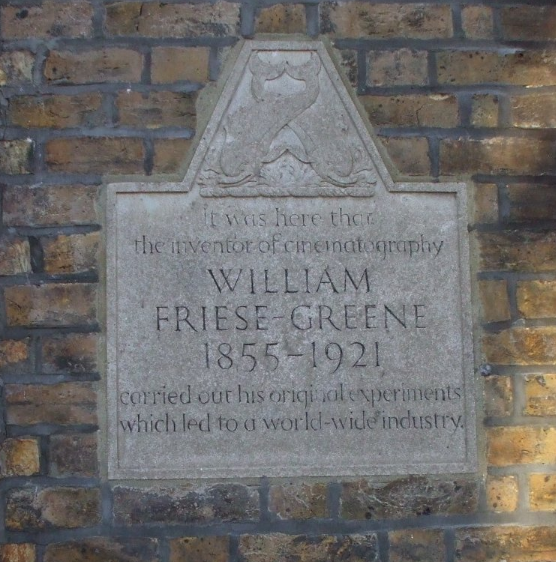 It was here that
the inventor of cinematography
WILLIAM
FRIESE-GREENE
1855-1921
carried out his original experiments
which led to a world-wide industry.